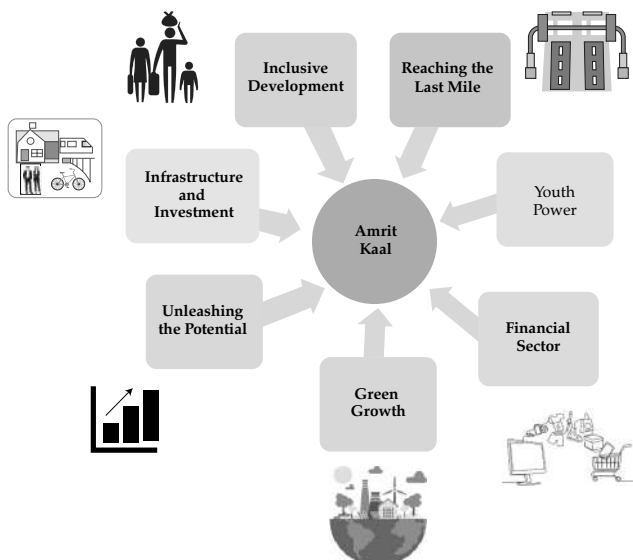 Inclusive
Development
Reaching the
Last Mile
Infrastructure
and
Investment
Youth
Power
Amrit
Kaal
Unleashing
the Potential
Financial
Sector
Green
Growth